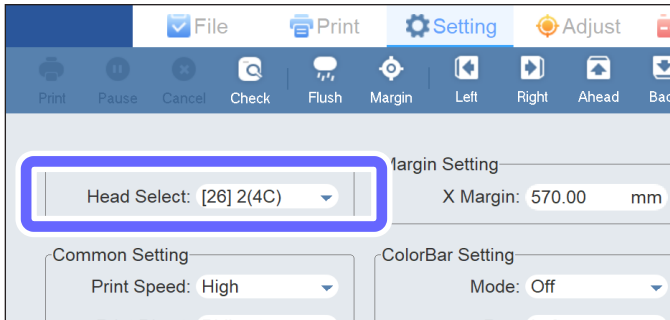 File Print Setting Adjust
Print Pause Cancel Check Flush Margin Left Right Ahead
Margin Setting
Head Select: [26] 2(4C) X Margin: 570.00 mm
Common Setting ColorBar Setting
Print Speed: High Mode: Off